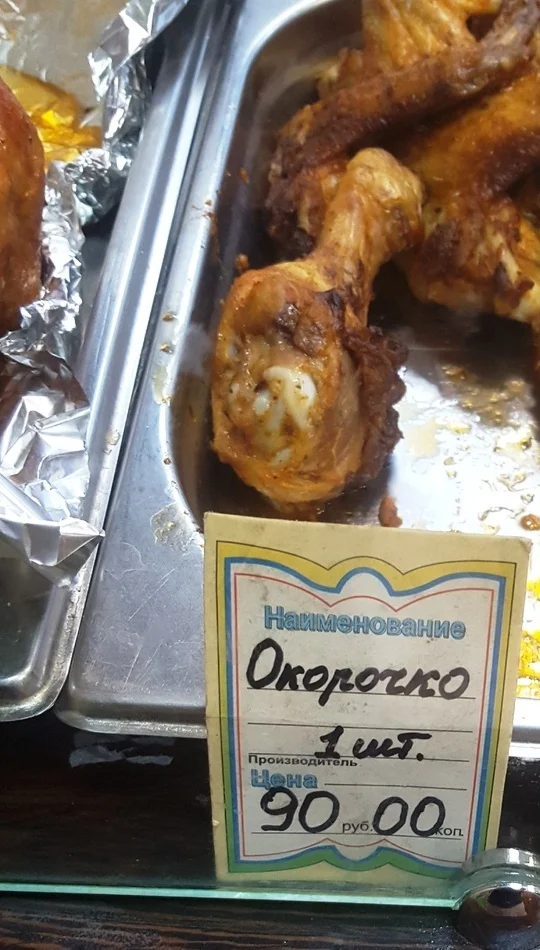 Наименование
Окорочко
1 шт.
Производитель
Цена
90 руб. 00 коп.